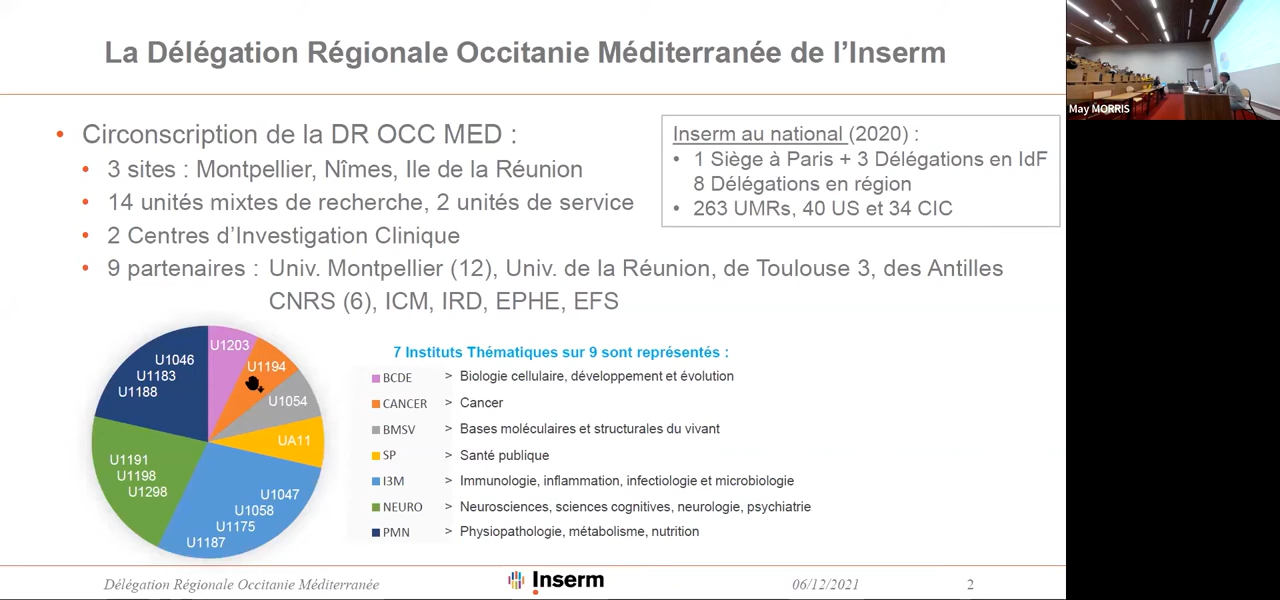 La Délégation Régionale Occitanie Méditerranée de l'Inserm
May MORRIS
• Circonscription de la DR OCC MED :
• 3 sites : Montpellier, Nîmes, Ile de la Réunion
• 14 unités mixtes de recherche, 2 unités de service
• 2 Centres d'Investigation Clinique
• 9 partenaires : Univ. Montpellier (12), Univ. de la Réunion, de Toulouse 3, des Antilles
CNRS (6), ICM, IRD, EPHE, EFS
Inserm au national (2020) :
• 1 Siège à Paris + 3 Délégations en IdF
8 Délégations en région
• 263 UMRs, 40 US et 34 CIC
U1203
U1194
U1054
UA11
U1047
U1058
U1175
U1187
U1191
U1198
U1298
U1046
U1183
U1188
7 Instituts Thématiques sur 9 sont représentés :
BCDE > Biologie cellulaire, développement et évolution
CANCER > Cancer
BMSV > Bases moléculaires et structurales du vivant
SP > Santé publique
I3M > Immunologie, inflammation, infectiologie et microbiologie
NEURO > Neurosciences, sciences cognitives, neurologie, psychiatrie
PMN > Physiopathologie, métabolisme, nutrition
Délégation Régionale Occitanie Méditerranée
Inserm
06/12/2021
2